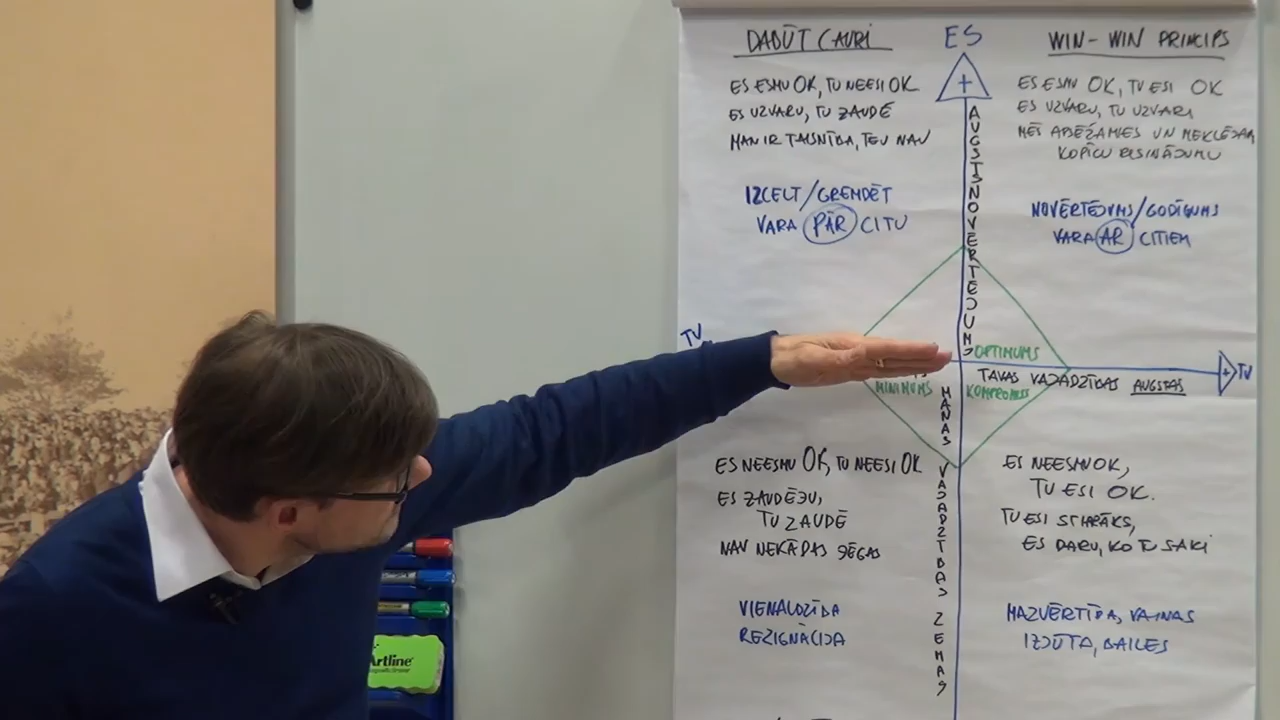 DABŪT CAURI
ES
WIN-WIN PRINCIPS
ES ESMU OK, TU NEESI OK
ES UZVARU, TU ZAUDĒ
MAN IR TAISNĪBA, TEV NAV
+
ES ESMU OK, TU ESI OK
ES UZVARU, TU UZVARI
MĒS APSĒŽAMIES UN MEKLĒJAM
KOPĪGU RISINĀJUMU
IZCELT/GREMDĒT
VARA PĀR CITU
NOVĒRTĒJUMS/GODĪGUMS
VARA AR CITIEM
AUGSTS NOVĒRTĒJUMS
TU
OPTIMUMS
+ TU
TAVAS VAJADZĪBAS AUGSTAS
MINIMUMS
KOMPROMISS
MANAS VAJADZĪBAS ZEMAS
ES NEESMU OK, TU NEESI OK
ES ZAUDĒJU,
TU ZAUDĒ
NAV NEKĀDAS JĒGAS
ES NEESMU OK,
TU ESI OK.
TU ESI STIPRĀKS,
ES DARU, KO TU SAKI
VIENALDZĪBA
REZIGNĀCIJA
MAZVĒRTĪBA, VAINAS
IZJŪTA, BAILES
Artline